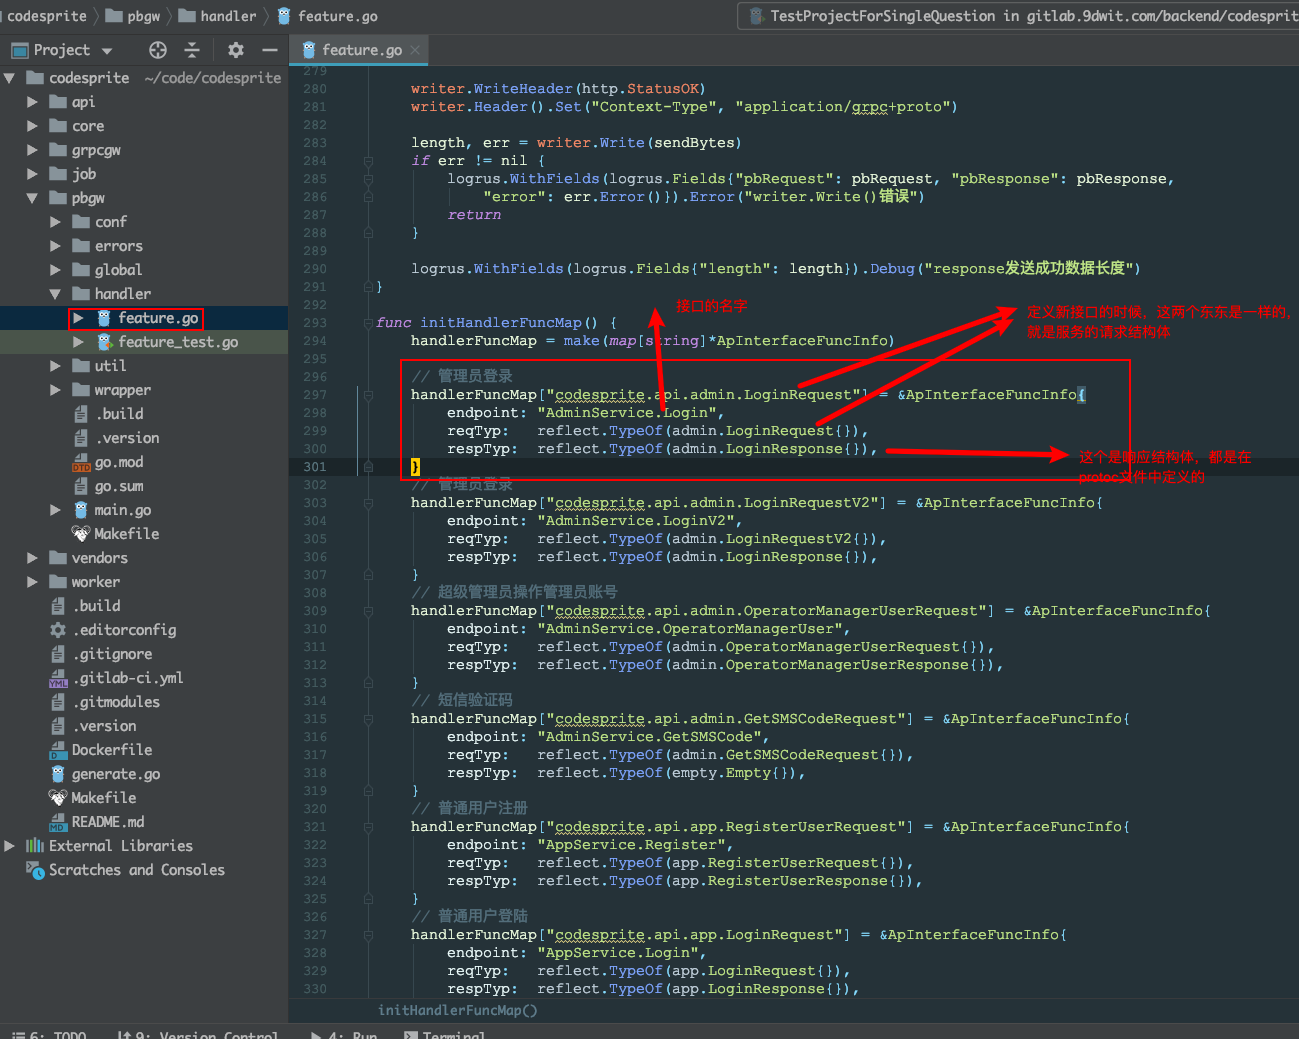 codesprite pbgw handler feature.go
TestProjectForSingleQuestion in gitlab.9dwit.com/backend/codesprit
Project
feature.go
codesprite ~/code/codesprite
api
core
grpcgw
job
pbgw
conf
errors
global
handler
feature.go
feature_test.go
util
wrapper
.build
.version
go.mod
go.sum
main.go
Makefile
vendors
worker
.build
.editorconfig
.gitignore
.gitlab-ci.yml
.gitmodules
.version
Dockerfile
generate.go
Makefile
README.md
External Libraries
Scratches and Consoles
279
280 writer.WriteHeader(http.StatusOK)
281 writer.Header().Set("Context-Type", "application/grpc+proto")
282
283 length, err = writer.Write(sendBytes)
284 if err != nil {
285 logrus.WithFields(logrus.Fields{"pbRequest": pbRequest, "pbResponse": pbResponse,
286 "error": err.Error()}).Error("writer.Write()错误")
287 return
288 }
289
290 logrus.WithFields(logrus.Fields{"length": length}).Debug("response发送成功数据长度")
291 }
292
293 func initHandlerFuncMap() {
294 handlerFuncMap = make(map[string]*ApInterfaceFuncInfo)
295
296 // 管理员登录
297 handlerFuncMap["codesprite.api.admin.LoginRequest"] = &ApInterfaceFuncInfo{
298 endpoint: "AdminService.Login",
299 reqTyp: reflect.TypeOf(admin.LoginRequest{}),
300 respTyp: reflect.TypeOf(admin.LoginResponse{}),
301 }
302 // 管理员登录
303 handlerFuncMap["codesprite.api.admin.LoginRequestV2"] = &ApInterfaceFuncInfo{
304 endpoint: "AdminService.LoginV2",
305 reqTyp: reflect.TypeOf(admin.LoginRequestV2{}),
306 respTyp: reflect.TypeOf(admin.LoginResponse{}),
307 }
308 // 超级管理员操作管理员账号
309 handlerFuncMap["codesprite.api.admin.OperatorManagerUserRequest"] = &ApInterfaceFuncInfo{
310 endpoint: "AdminService.OperatorManagerUser",
311 reqTyp: reflect.TypeOf(admin.OperatorManagerUserRequest{}),
312 respTyp: reflect.TypeOf(admin.OperatorManagerUserResponse{}),
313 }
314 // 短信验证码
315 handlerFuncMap["codesprite.api.admin.GetSMSCodeRequest"] = &ApInterfaceFuncInfo{
316 endpoint: "AdminService.GetSMSCode",
317 reqTyp: reflect.TypeOf(admin.GetSMSCodeRequest{}),
318 respTyp: reflect.TypeOf(empty.Empty{}),
319 }
320 // 普通用户注册
321 handlerFuncMap["codesprite.api.app.RegisterUserRequest"] = &ApInterfaceFuncInfo{
322 endpoint: "AppService.Register",
323 reqTyp: reflect.TypeOf(app.RegisterUserRequest{}),
324 respTyp: reflect.TypeOf(app.RegisterUserResponse{}),
325 }
326 // 普通用户登陆
327 handlerFuncMap["codesprite.api.app.LoginRequest"] = &ApInterfaceFuncInfo{
328 endpoint: "AppService.Login",
329 reqTyp: reflect.TypeOf(app.LoginRequest{}),
330 respTyp: reflect.TypeOf(app.LoginResponse{}),
接口的名字
定义新接口的时候，这两个东东是一样的，
就是服务的请求结构体
这个是响应结构体，都是在
protoc文件中定义的
initHandlerFuncMap()
6: TODO 9: Version Control 4: Run Terminal